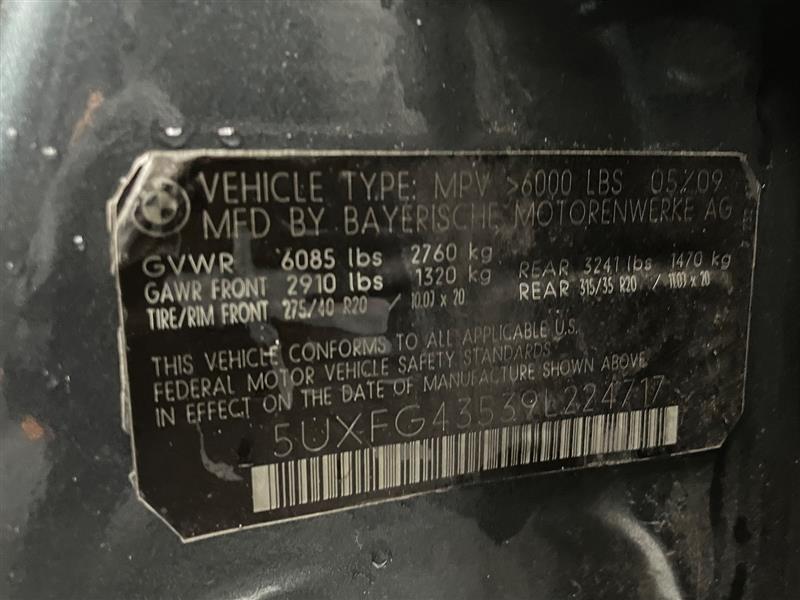 VEHICLE TYPE: MPV >6000 LBS 05/09
MFD BY BAYERISCHE MOTORENWERKE AG
GVWR 6085 lbs 2760 kg
GAWR FRONT 2910 lbs 1320 kg REAR 3241 lbs 1470 kg
TIRE/RIM FRONT 275/40 R20 / 10.0J x 20 REAR 315/35 R20 / 11.0J x 20
THIS VEHICLE CONFORMS TO ALL APPLICABLE U.S.
FEDERAL MOTOR VEHICLE SAFETY STANDARDS
IN EFFECT ON THE DATE OF MANUFACTURE SHOWN ABOVE.
5UXFG43539L224717